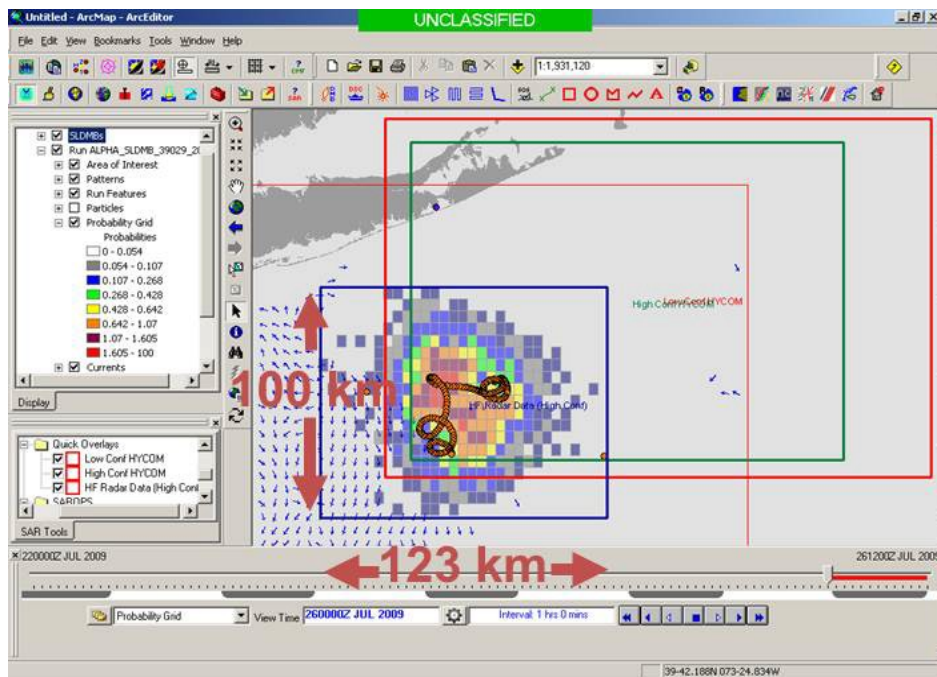 Untitled - ArcMap - ArcEditor
UNCLASSIFIED
File Edit View Bookmarks Tools Window Help
1:1,931,120
SLDMBs
Run ALPHA_SLDMB_39029_20
Area of Interest
Patterns
Run Features
Particles
Probability Grid
Probabilities
0 - 0.054
0.054 - 0.107
0.107 - 0.268
0.268 - 0.428
0.428 - 0.642
0.642 - 1.07
1.07 - 1.605
1.605 - 100
Currents
Display
High Conf HYCOM
Low Conf HYCOM
HF Radar Data (High Conf)
100 km
Quick Overlays
Low Conf HYCOM
High Conf HYCOM
HF Radar Data (High Conf
SAROPS
SAR Tools
220000Z JUL 2009
261200Z JUL 2009
123 km
Probability Grid
View Time
260000Z JUL 2009
Interval: 1 hrs 0 mins
39-42.188N 073-24.834W